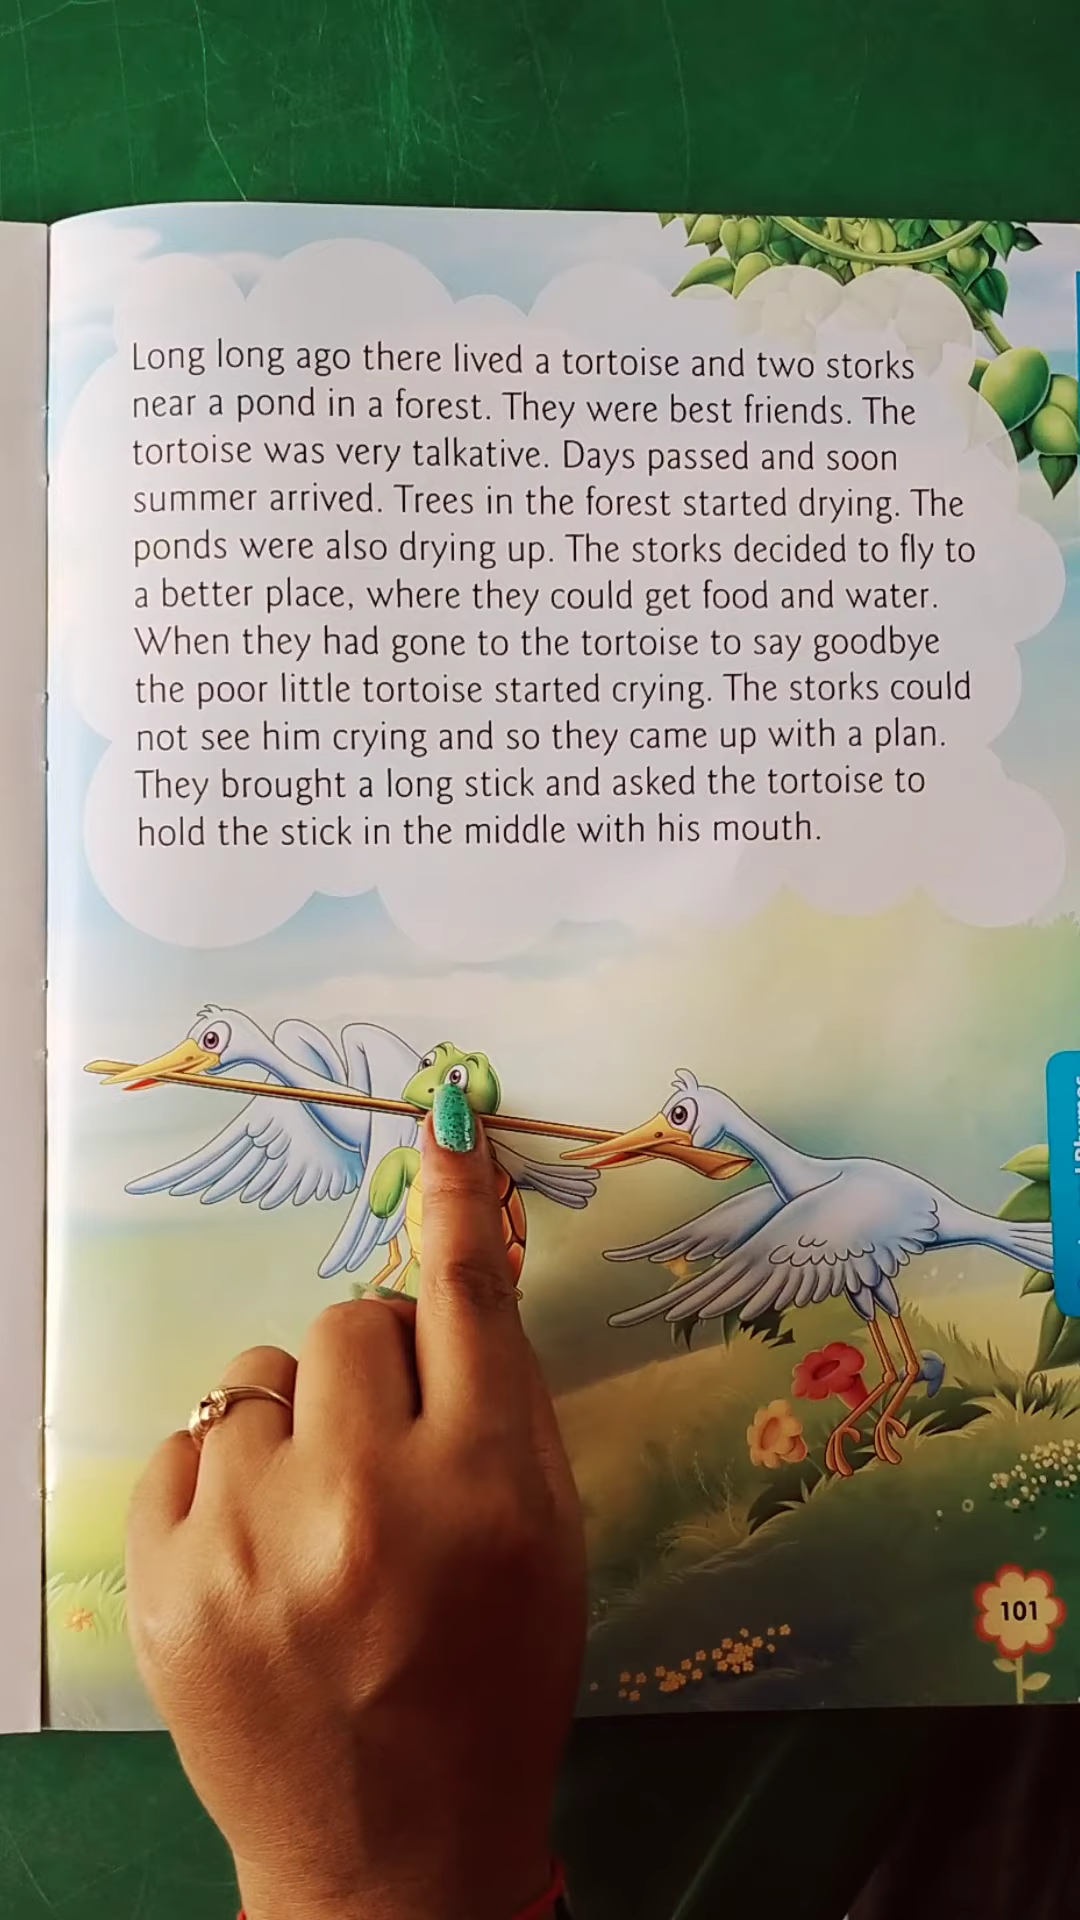 Long long ago there lived a tortoise and two storks
near a pond in a forest. They were best friends. The
tortoise was very talkative. Days passed and soon
summer arrived. Trees in the forest started drying. The
ponds were also drying up. The storks decided to fly to
a better place, where they could get food and water.
When they had gone to the tortoise to say goodbye
the poor little tortoise started crying. The storks could
not see him crying and so they came up with a plan.
They brought a long stick and asked the tortoise to
hold the stick in the middle with his mouth.
101